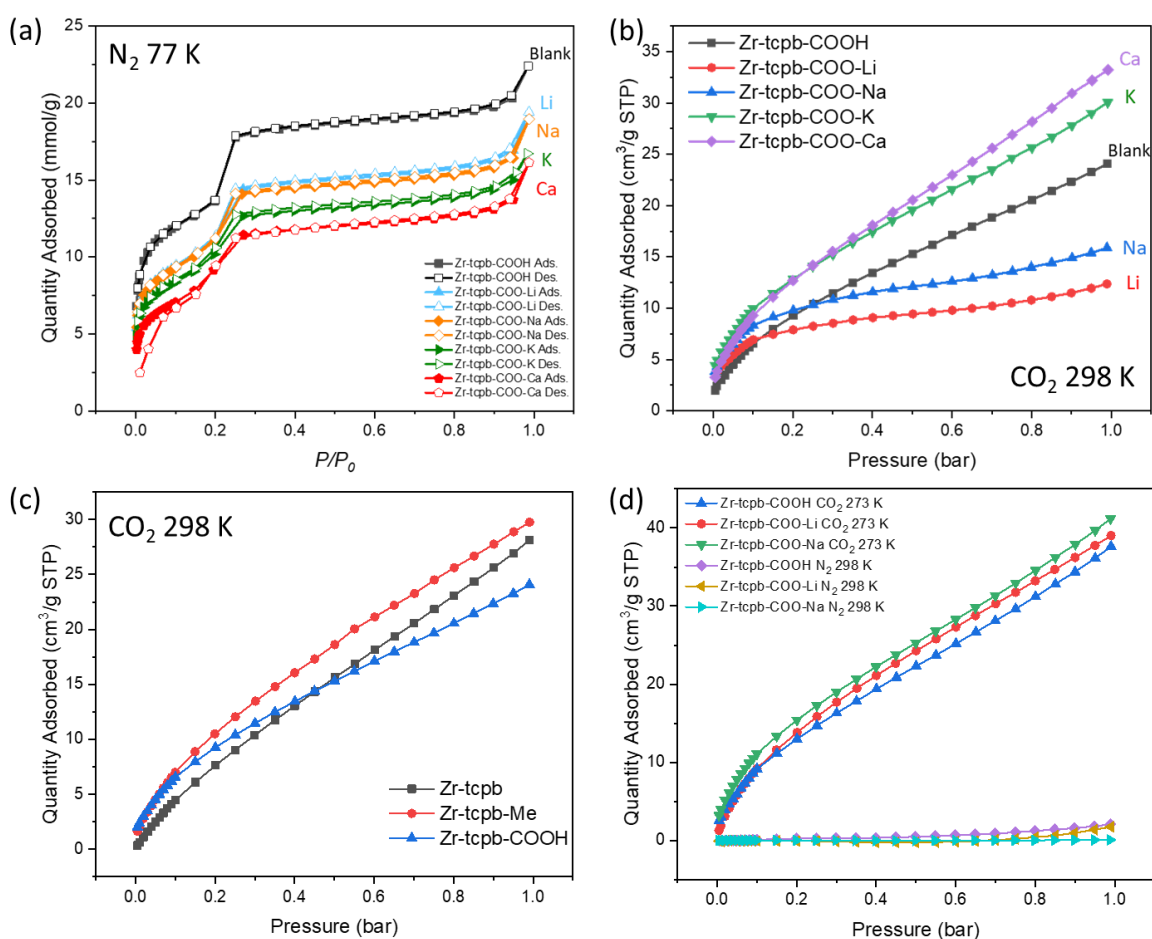 (a)
N₂ 77 K
Blank
Li
Na
K
Ca
Zr-tcpb-COOH Ads.
Zr-tcpb-COOH Des.
Zr-tcpb-COO-Li Ads.
Zr-tcpb-COO-Li Des.
Zr-tcpb-COO-Na Ads.
Zr-tcpb-COO-Na Des.
Zr-tcpb-COO-K Ads.
Zr-tcpb-COO-K Des.
Zr-tcpb-COO-Ca Ads.
Zr-tcpb-COO-Ca Des.
Quantity Adsorbed (mmol/g)
25
20
15
10
5
0
0.0 0.2 0.4 0.6 0.8 1.0
P/P₀
(b)
Zr-tcpb-COOH
Zr-tcpb-COO-Li
Zr-tcpb-COO-Na
Zr-tcpb-COO-K
Zr-tcpb-COO-Ca
Ca
K
Blank
Na
Li
CO₂ 298 K
Quantity Adsorbed (cm³/g STP)
35
30
25
20
15
10
5
0
0.0 0.2 0.4 0.6 0.8 1.0
Pressure (bar)
(c)
CO₂ 298 K
Zr-tcpb
Zr-tcpb-Me
Zr-tcpb-COOH
Quantity Adsorbed (cm³/g STP)
30
25
20
15
10
5
0
0.0 0.2 0.4 0.6 0.8 1.0
Pressure (bar)
(d)
Zr-tcpb-COOH CO₂ 273 K
Zr-tcpb-COO-Li CO₂ 273 K
Zr-tcpb-COO-Na CO₂ 273 K
Zr-tcpb-COOH N₂ 298 K
Zr-tcpb-COO-Li N₂ 298 K
Zr-tcpb-COO-Na N₂ 298 K
Quantity Adsorbed (cm³/g STP)
40
30
20
10
0
0.0 0.2 0.4 0.6 0.8 1.0
Pressure (bar)